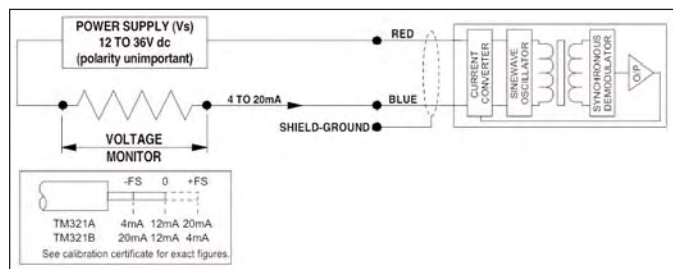 POWER SUPPLY (Vs)
12 TO 36V dc
(polarity unimportant)
RED
4 TO 20mA
BLUE
SHIELD-GROUND
VOLTAGE
MONITOR
CURRENT
CONVERTER
SINEWAVE
OSCILLATOR
SYNCHRONOUS
DEMODULATOR
O/P
-FS 0 +FS
TM321A 4mA 12mA 20mA
TM321B 20mA 12mA 4mA
See calibration certificate for exact figures.